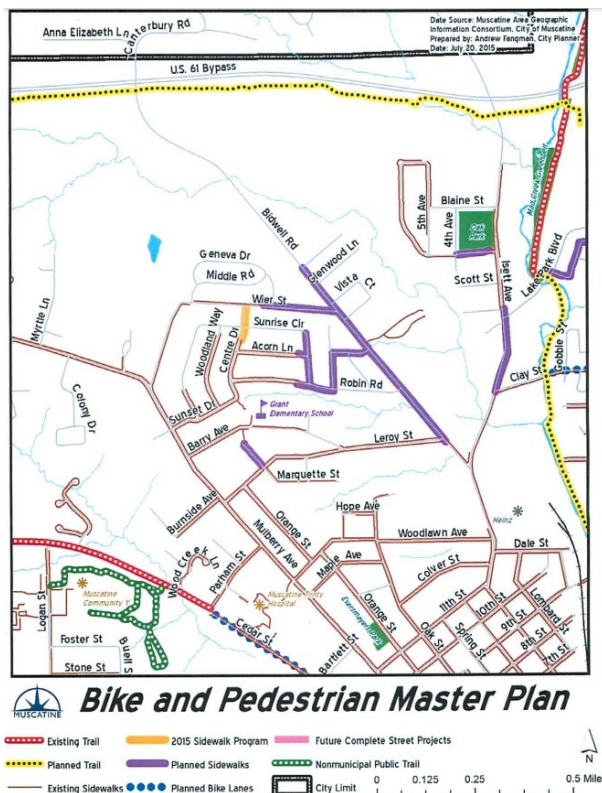 Date Source: Muscatine Area Geographic
Information Consortium, City of Muscatine
Prepared by: Andrew Fangman, City Planner
Date: July 20, 2015
Anna Elizabeth Ln
Canterbury Rd
U.S. 61 Bypass
5th Ave
Blaine St
4th Ave
Oak
Park
Scott St
Isett Ave
Lake Park Blvd
Bidwell Rd
Glenwood Ln
Vista Ct
Geneva Dr
Middle Rd
Wier St
Sunrise Cir
Woodland Way
Centre Dr
Acorn Ln
Robin Rd
Myrtle Ln
Colony Dr
Sunset Dr
Grant
Elementary School
Barry Ave
Leroy St
Marquette St
Clay St
Gobble St
Burnside Ave
Mulberry Ave
Orange St
Hope Ave
Heinz
Woodlawn Ave
Dale St
Maple Ave
Colver St
Wood Creek Ln
Parham St
Logan St
Muscatine
Community Y
Muscatine Trinity
Hospital
Cedar St
Foster St
Stone St
Buell St
Bartlett St
Orange St
Oak St
Spring St
11th St
10th St
9th St
8th St
7th St
Lombard St
MUSCATINE
Bike and Pedestrian Master Plan
Existing Trail
2015 Sidewalk Program
Future Complete Street Projects
Planned Trail
Planned Sidewalks
Nonmunicipal Public Trail
Existing Sidewalks
Planned Bike Lanes
City Limit
N
0 0.125 0.25 0.5 Mile